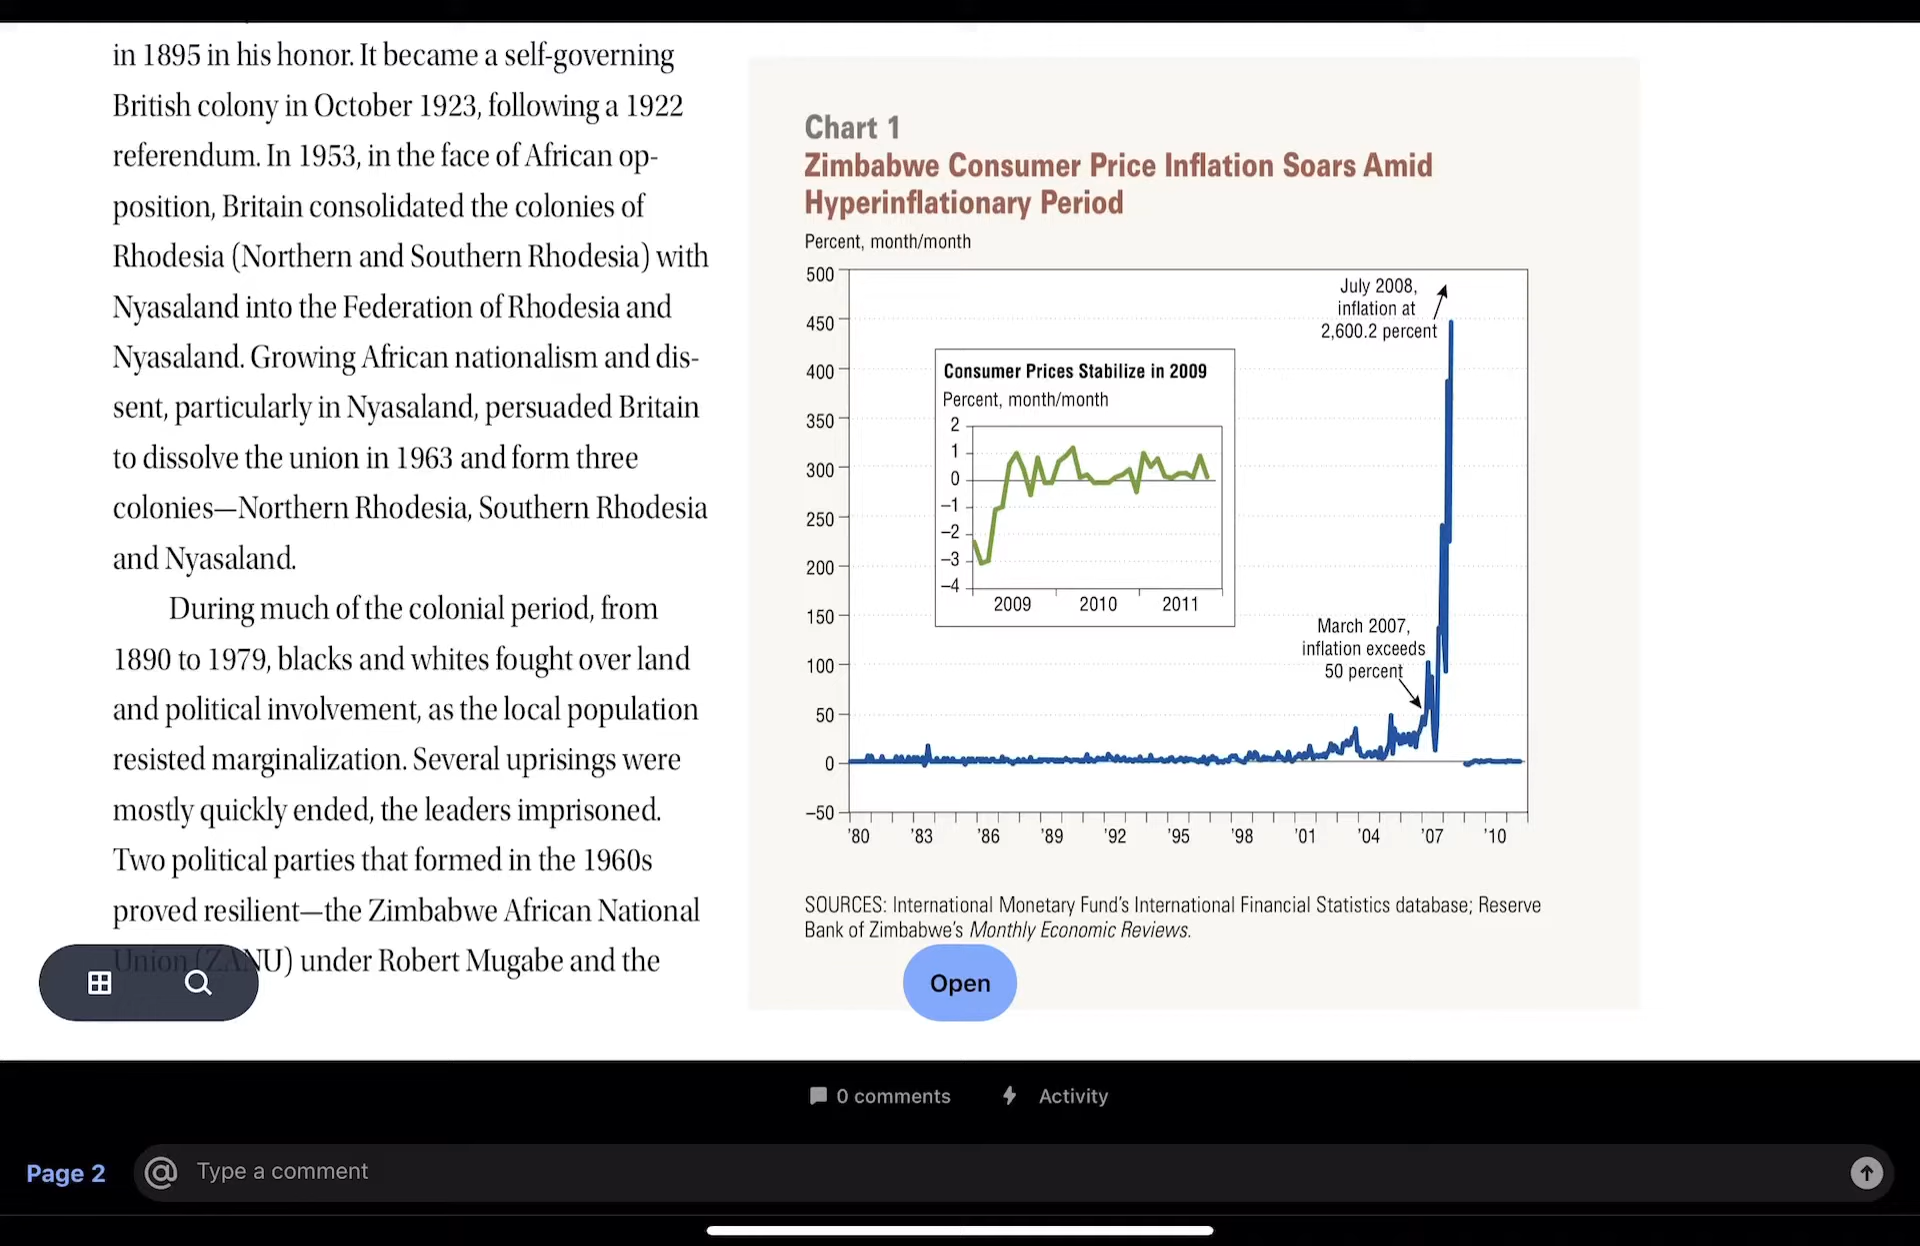 in 1895 in his honor. It became a self-governing
British colony in October 1923, following a 1922
referendum. In 1953, in the face of African op-
position, Britain consolidated the colonies of
Rhodesia (Northern and Southern Rhodesia) with
Nyasaland into the Federation of Rhodesia and
Nyasaland. Growing African nationalism and dis-
sent, particularly in Nyasaland, persuaded Britain
to dissolve the union in 1963 and form three
colonies—Northern Rhodesia, Southern Rhodesia
and Nyasaland.
During much of the colonial period, from
1890 to 1979, blacks and whites fought over land
and political involvement, as the local population
resisted marginalization. Several uprisings were
mostly quickly ended, the leaders imprisoned.
Two political parties that formed in the 1960s
proved resilient—the Zimbabwe African National
Union (ZANU) under Robert Mugabe and the
Chart 1
Zimbabwe Consumer Price Inflation Soars Amid
Hyperinflationary Period
Percent, month/month
500
450
400
350
300
250
200
150
100
50
0
–50
'80 '83 '86 '89 '92 '95 '98 '01 '04 '07 '10
July 2008,
inflation at
2,600.2 percent
March 2007,
inflation exceeds
50 percent
Consumer Prices Stabilize in 2009
Percent, month/month
2
1
0
–1
–2
–3
–4
2009 2010 2011
SOURCES: International Monetary Fund's International Financial Statistics database; Reserve
Bank of Zimbabwe's Monthly Economic Reviews.
Open
0 comments Activity
Page 2 @ Type a comment